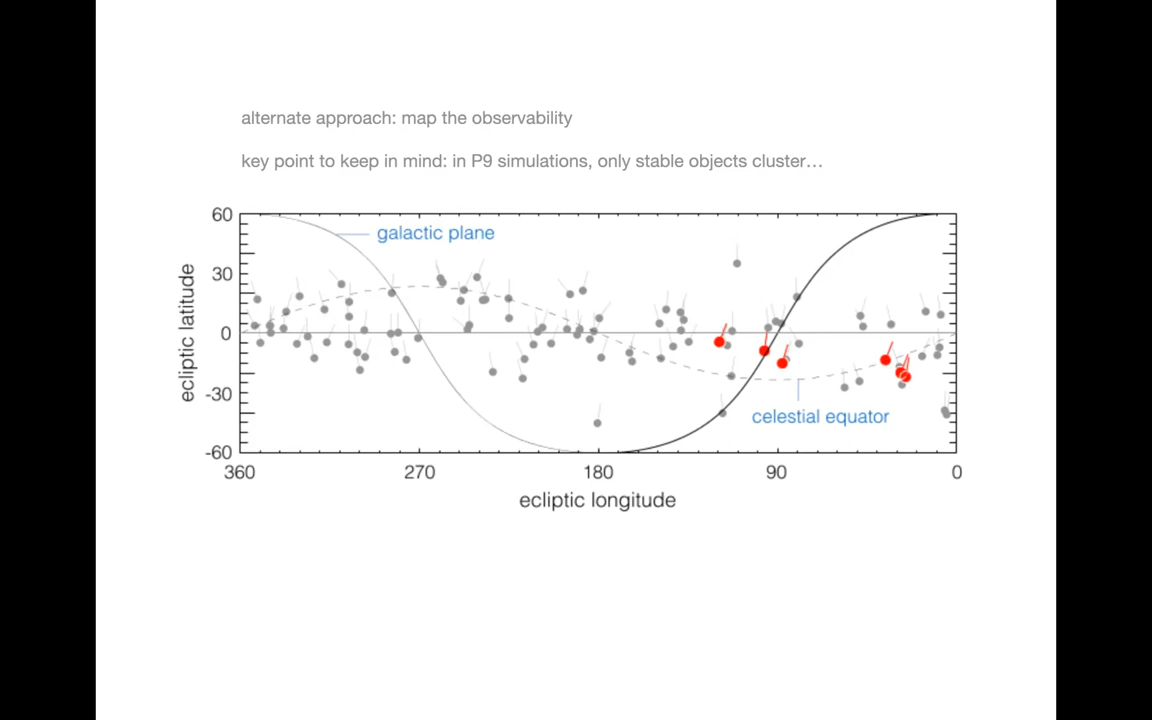 alternate approach: map the observability
key point to keep in mind: in P9 simulations, only stable objects cluster…
60
galactic plane
30
0
-30
celestial equator
-60
ecliptic latitude
360 270 180 90 0
ecliptic longitude